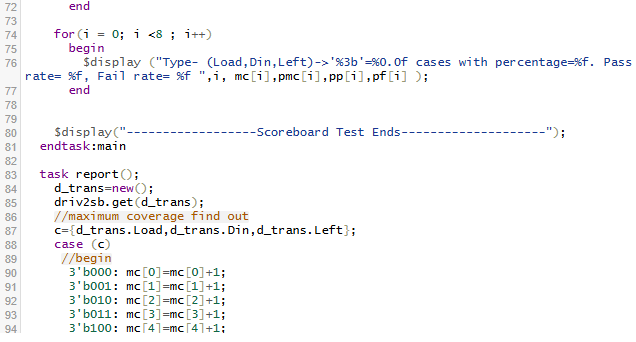 72 end
73
74 for(i = 0; i <8 ; i++)
75 begin
76 $display ("Type- (Load,Din,Left)->'%3b'=%0.0f cases with percentage=%f. Pass
rate= %f, Fail rate= %f ",i, mc[i],pmc[i],pp[i],pf[i] );
77 end
78
79
80 $display("------------------Scoreboard Test Ends--------------------");
81 endtask:main
82
83 task report();
84 d_trans=new();
85 driv2sb.get(d_trans);
86 //maximum coverage find out
87 c={d_trans.Load,d_trans.Din,d_trans.Left};
88 case (c)
89 //begin
90 3'b000: mc[0]=mc[0]+1;
91 3'b001: mc[1]=mc[1]+1;
92 3'b010: mc[2]=mc[2]+1;
93 3'b011: mc[3]=mc[3]+1;
94 3'b100: mc[4]=mc[4]+1;